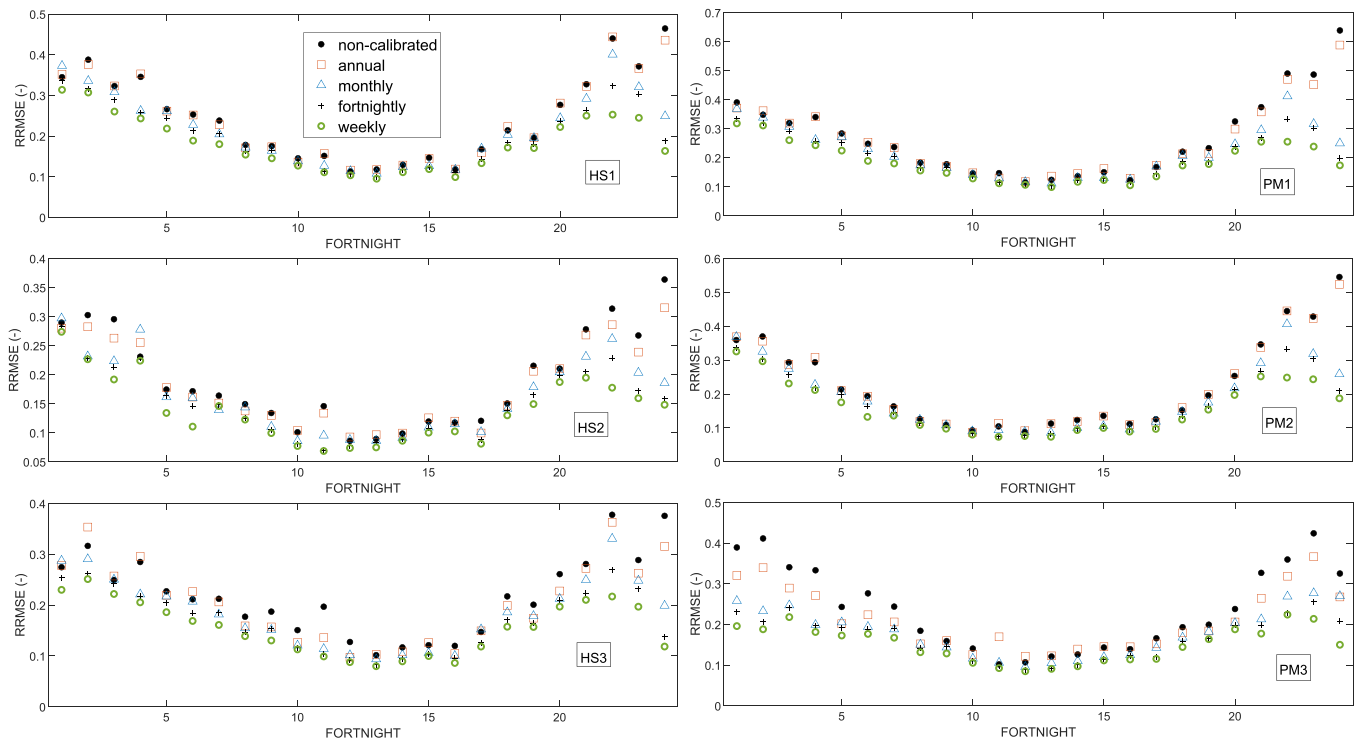 0.5
0.4
0.3
0.2
0.1
0
RRMSE (-)
5
10
15
20
FORTNIGHT
non-calibrated
annual
monthly
fortnightly
weekly
HS1
0.7
0.6
0.5
0.4
0.3
0.2
0.1
0
RRMSE (-)
5
10
15
20
FORTNIGHT
PM1
0.4
0.35
0.3
0.25
0.2
0.15
0.1
0.05
RRMSE (-)
5
10
15
20
FORTNIGHT
HS2
0.6
0.5
0.4
0.3
0.2
0.1
0
RRMSE (-)
5
10
15
20
FORTNIGHT
PM2
0.4
0.3
0.2
0.1
0
RRMSE (-)
5
10
15
20
FORTNIGHT
HS3
0.5
0.4
0.3
0.2
0.1
0
RRMSE (-)
5
10
15
20
FORTNIGHT
PM3